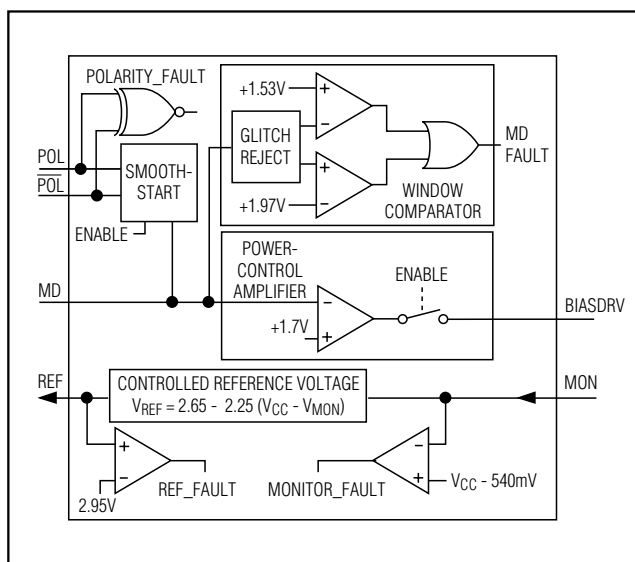 POLARITY_FAULT
+1.53V
+
−
GLITCH
REJECT
MD
FAULT
POL
POL
SMOOTH-
START
+
−
+1.97V
WINDOW
COMPARATOR
ENABLE
POWER-
CONTROL
AMPLIFIER
ENABLE
MD
−
+
+1.7V
BIASDRV
REF
CONTROLLED REFERENCE VOLTAGE
VREF = 2.65 - 2.25 (VCC - VMON)
MON
+
−
2.95V
REF_FAULT
MONITOR_FAULT
−
+
VCC - 540mV